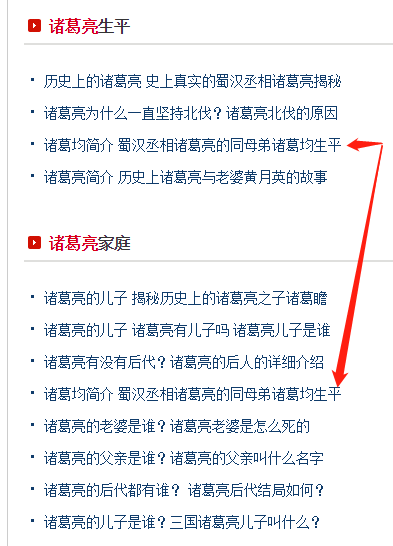 诸葛亮生平
历史上的诸葛亮 史上真实的蜀汉丞相诸葛亮揭秘
诸葛亮为什么一直坚持北伐？诸葛亮北伐的原因
诸葛均简介 蜀汉丞相诸葛亮的同母弟诸葛均生平
诸葛亮简介 历史上诸葛亮与老婆黄月英的故事
诸葛亮家庭
诸葛亮的儿子 揭秘历史上的诸葛亮之子诸葛瞻
诸葛亮的儿子 诸葛亮有儿子吗 诸葛亮儿子是谁
诸葛亮有没有后代？诸葛亮的后人的详细介绍
诸葛均简介 蜀汉丞相诸葛亮的同母弟诸葛均生平
诸葛亮的老婆是谁？诸葛亮老婆是怎么死的
诸葛亮的父亲是谁？诸葛亮的父亲叫什么名字
诸葛亮的后代都有谁？ 诸葛亮后代结局如何？
诸葛亮的儿子是谁？三国诸葛亮儿子叫什么？